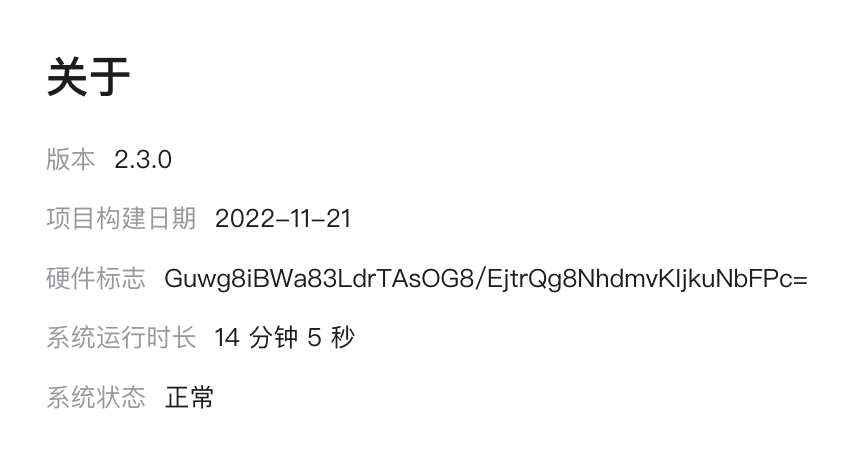 关于
版本 2.3.0
项目构建日期 2022-11-21
硬件标志 Guwg8iBWa83LdrTAsOG8/EjtrQg8NhdmvKIjkuNbFPc=
系统运行时长 14 分钟 5 秒
系统状态 正常